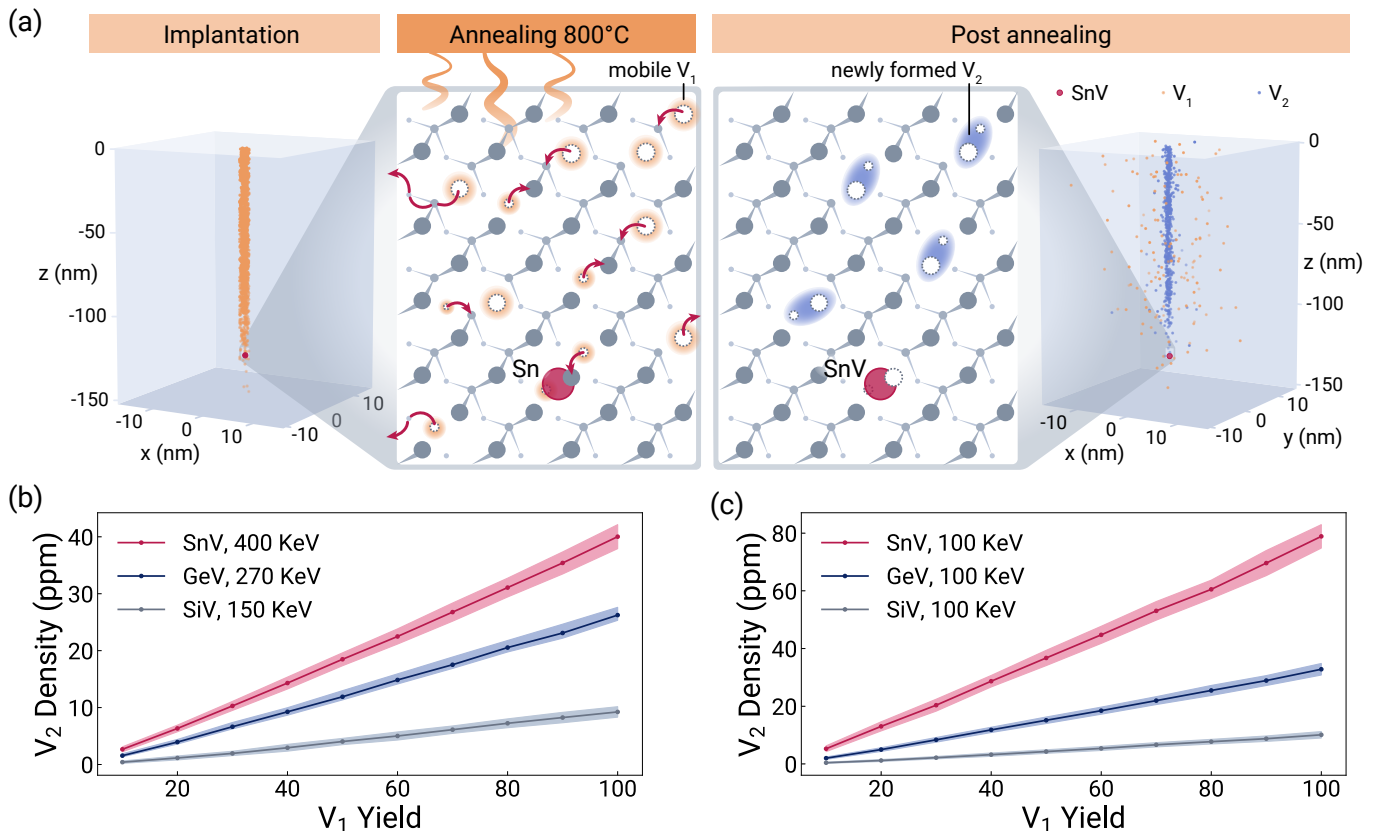 (a)
Implantation
Annealing 800°C
Post annealing
mobile V₁
newly formed V₂
SnV
V₁
V₂
0
-50
-100
-150
z (nm)
-10
0
10
x (nm)
-10
0
10
Sn
SnV
0
-50
-100
-150
z (nm)
-10
0
10
x (nm)
-10
0
10
y (nm)
(b)
V₂ Density (ppm)
40
30
20
10
0
SnV, 400 KeV
GeV, 270 KeV
SiV, 150 KeV
20
40
60
80
100
V₁ Yield
(c)
V₂ Density (ppm)
80
60
40
20
0
SnV, 100 KeV
GeV, 100 KeV
SiV, 100 KeV
20
40
60
80
100
V₁ Yield